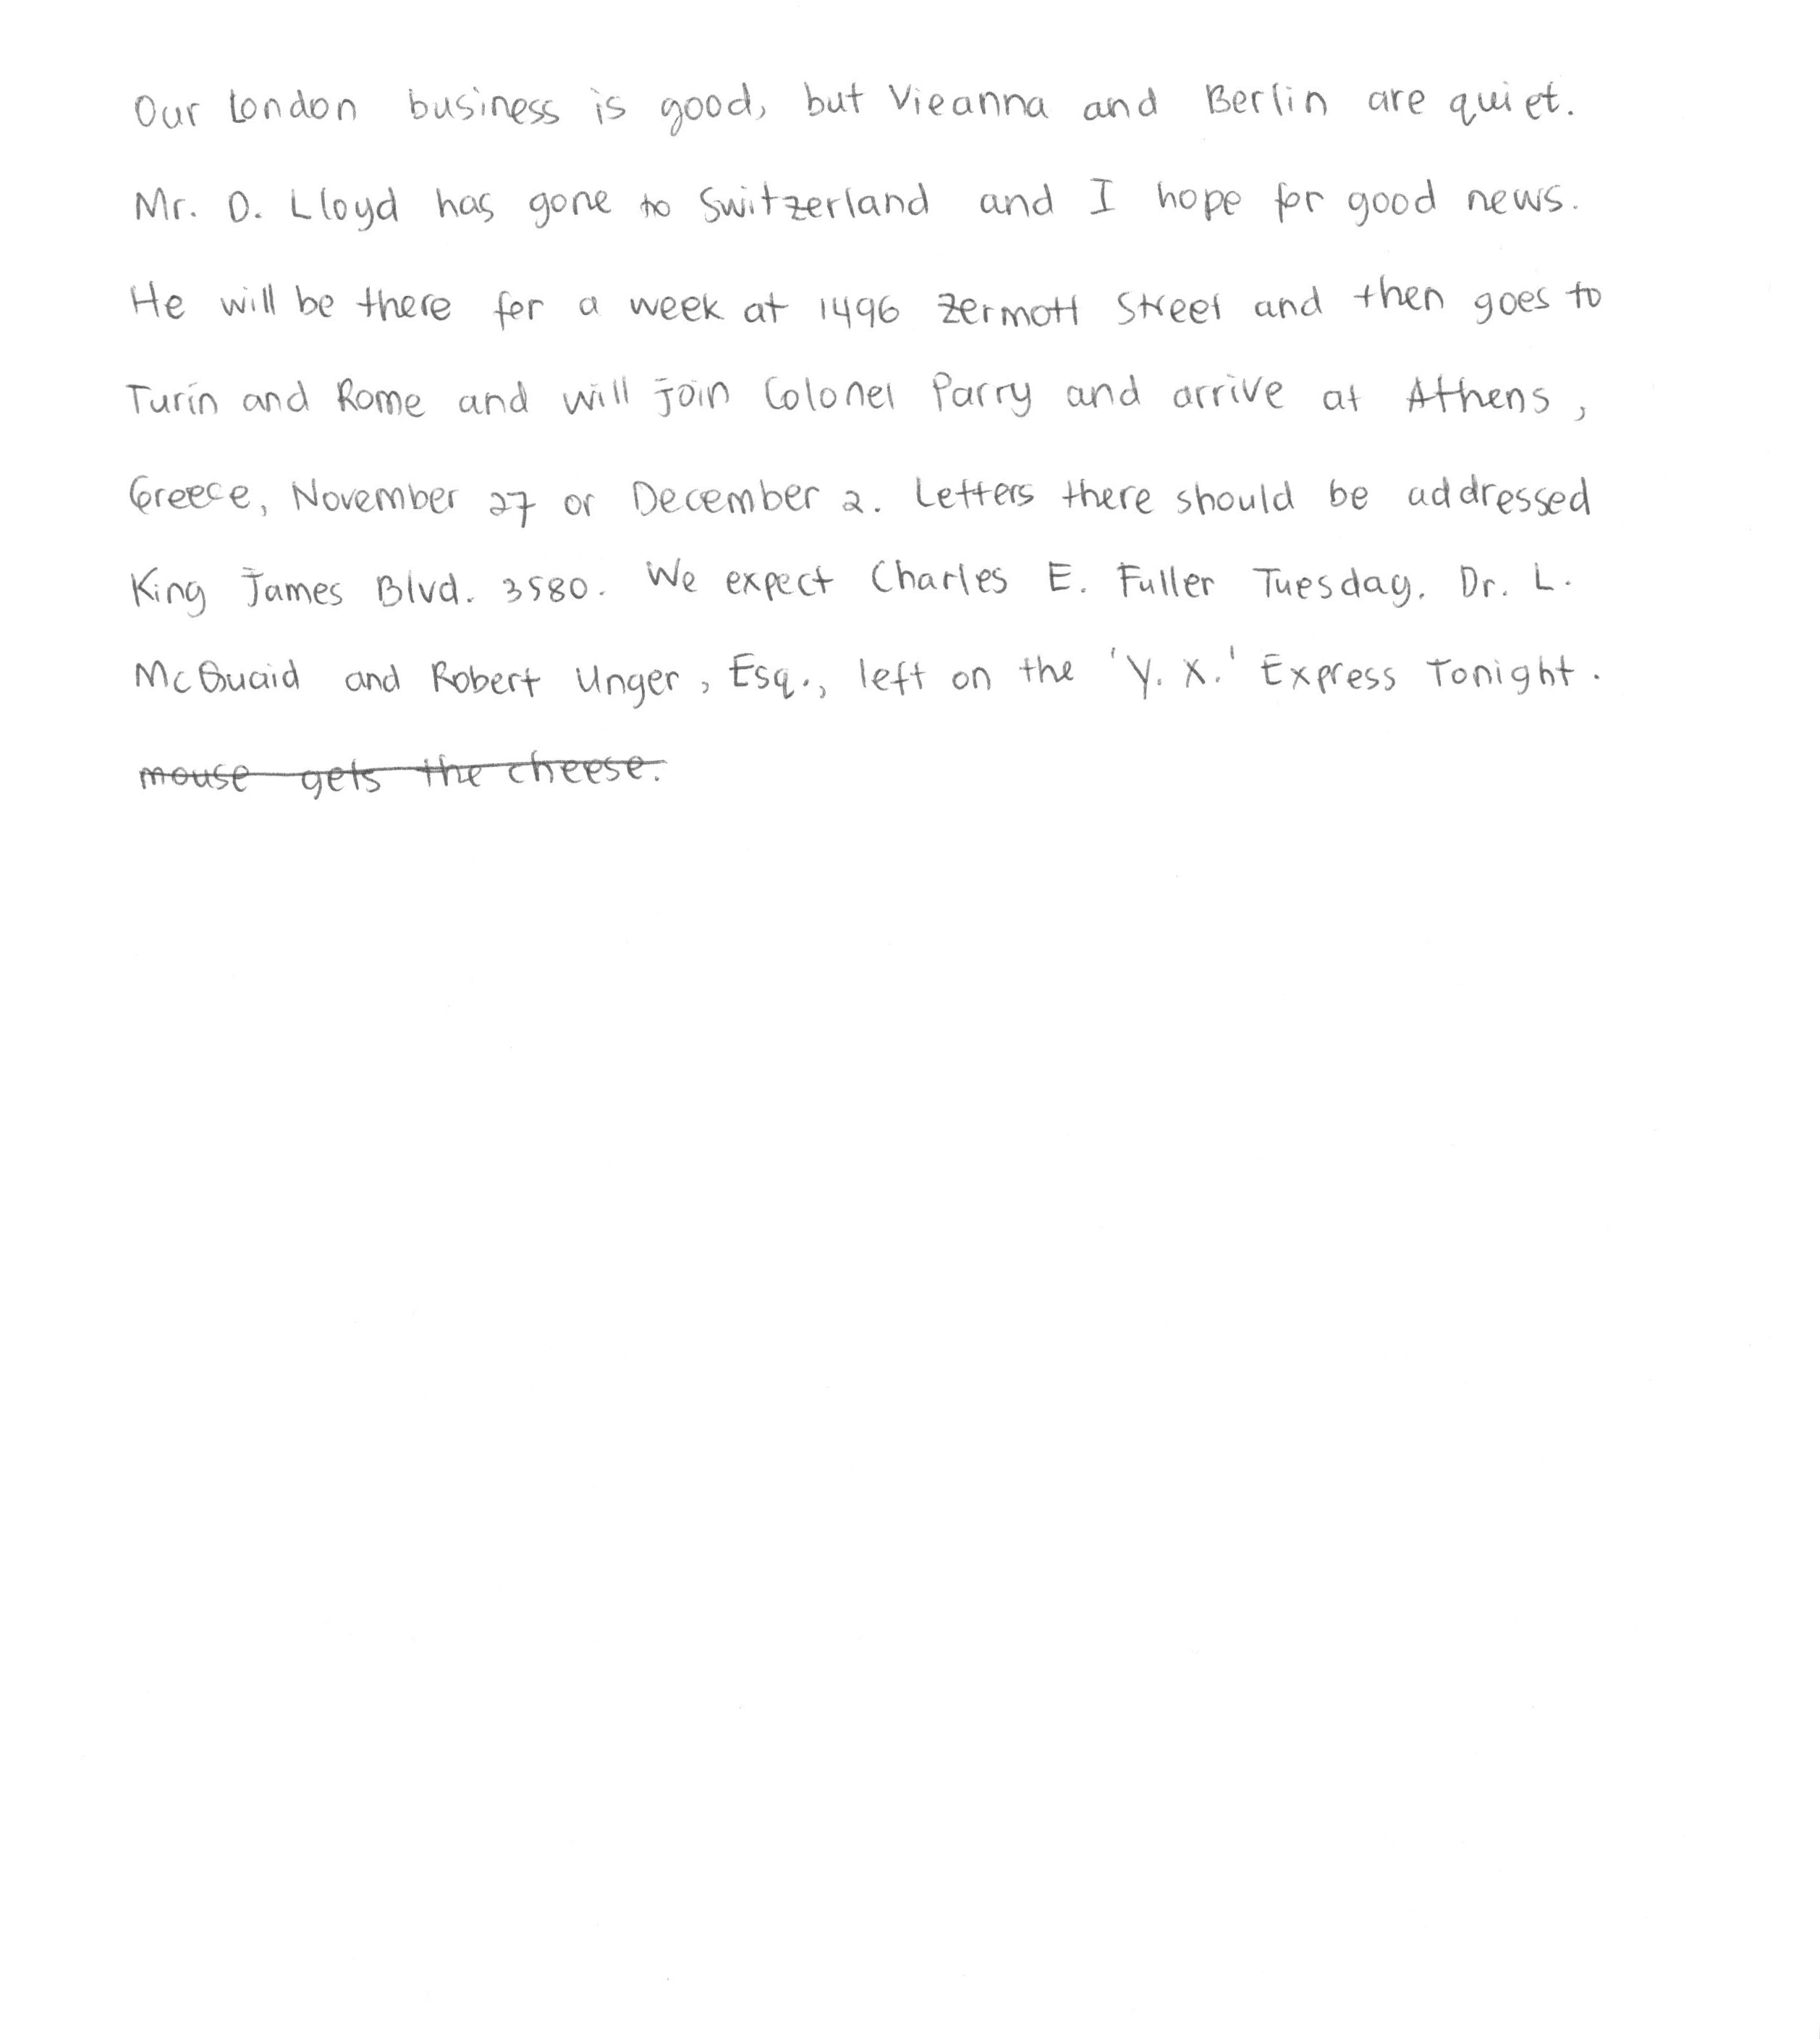 Our London business is good, but Vieanna and Berlin are quiet.
Mr. D. Lloyd has gone to Switzerland and I hope for good news.
He will be there for a week at 1496 Zermott Street and then goes to
Turin and Rome and will join Colonel Parry and arrive at Athens,
Greece, November 27 or December 2. Letters there should be addressed
King James Blvd. 3580. We expect Charles E. Fuller Tuesday. Dr. L.
McQuaid and Robert Unger, Esq., left on the 'Y. X.' Express Tonight.
mouse gets the cheese.